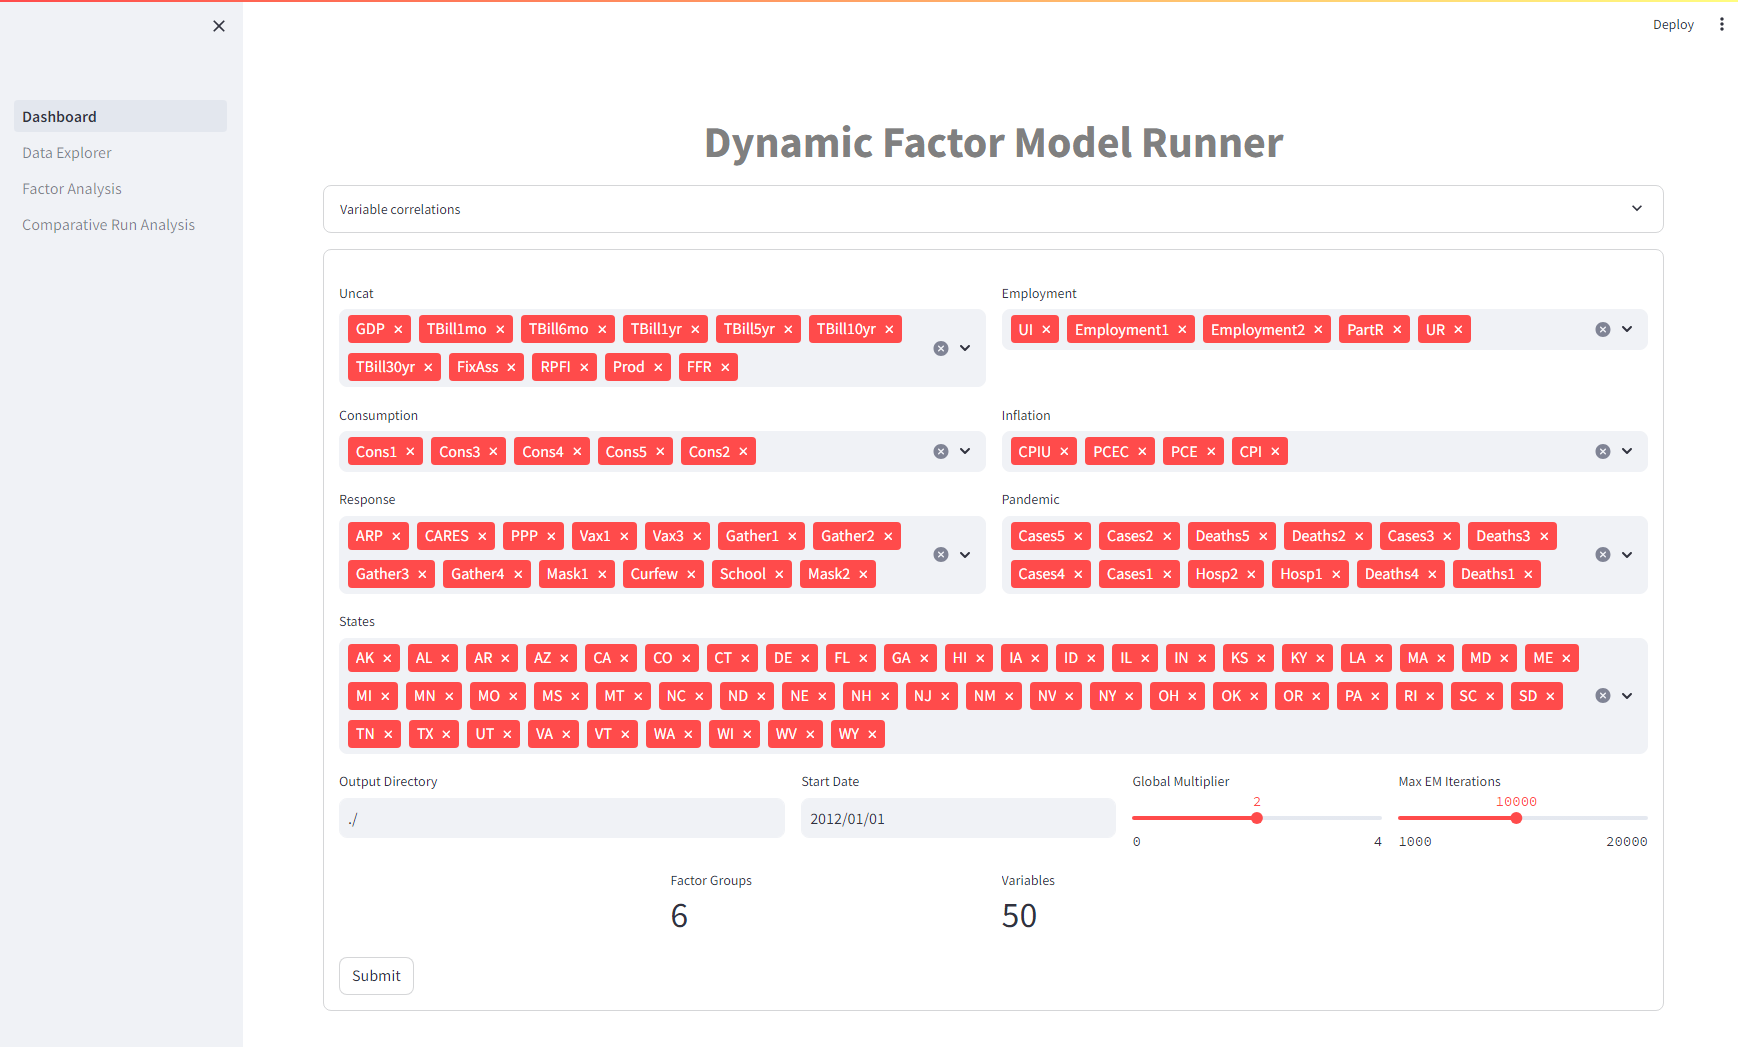 Deploy
Dashboard
Data Explorer
Factor Analysis
Comparative Run Analysis
Dynamic Factor Model Runner
Variable correlations
Uncat
GDP TBill1mo TBill6mo TBill1yr TBill5yr TBill10yr
TBill30yr FixAss RPFI Prod FFR
Employment
UI Employment1 Employment2 PartR UR
Consumption
Cons1 Cons3 Cons4 Cons5 Cons2
Inflation
CPIU PCEC PCE CPI
Response
ARP CARES PPP Vax1 Vax3 Gather1 Gather2
Gather3 Gather4 Mask1 Curfew School Mask2
Pandemic
Cases5 Cases2 Deaths5 Deaths2 Cases3 Deaths3
Cases4 Cases1 Hosp2 Hosp1 Deaths4 Deaths1
States
AK AL AR AZ CA CO CT DE FL GA HI IA ID IL IN KS KY LA MA MD ME
MI MN MO MS MT NC ND NE NH NJ NM NV NY OH OK OR PA RI SC SD
TN TX UT VA VT WA WI WV WY
Output Directory
./
Start Date
2012/01/01
Global Multiplier
2
0 4
Max EM Iterations
10000
1000 20000
Factor Groups
6
Variables
50
Submit